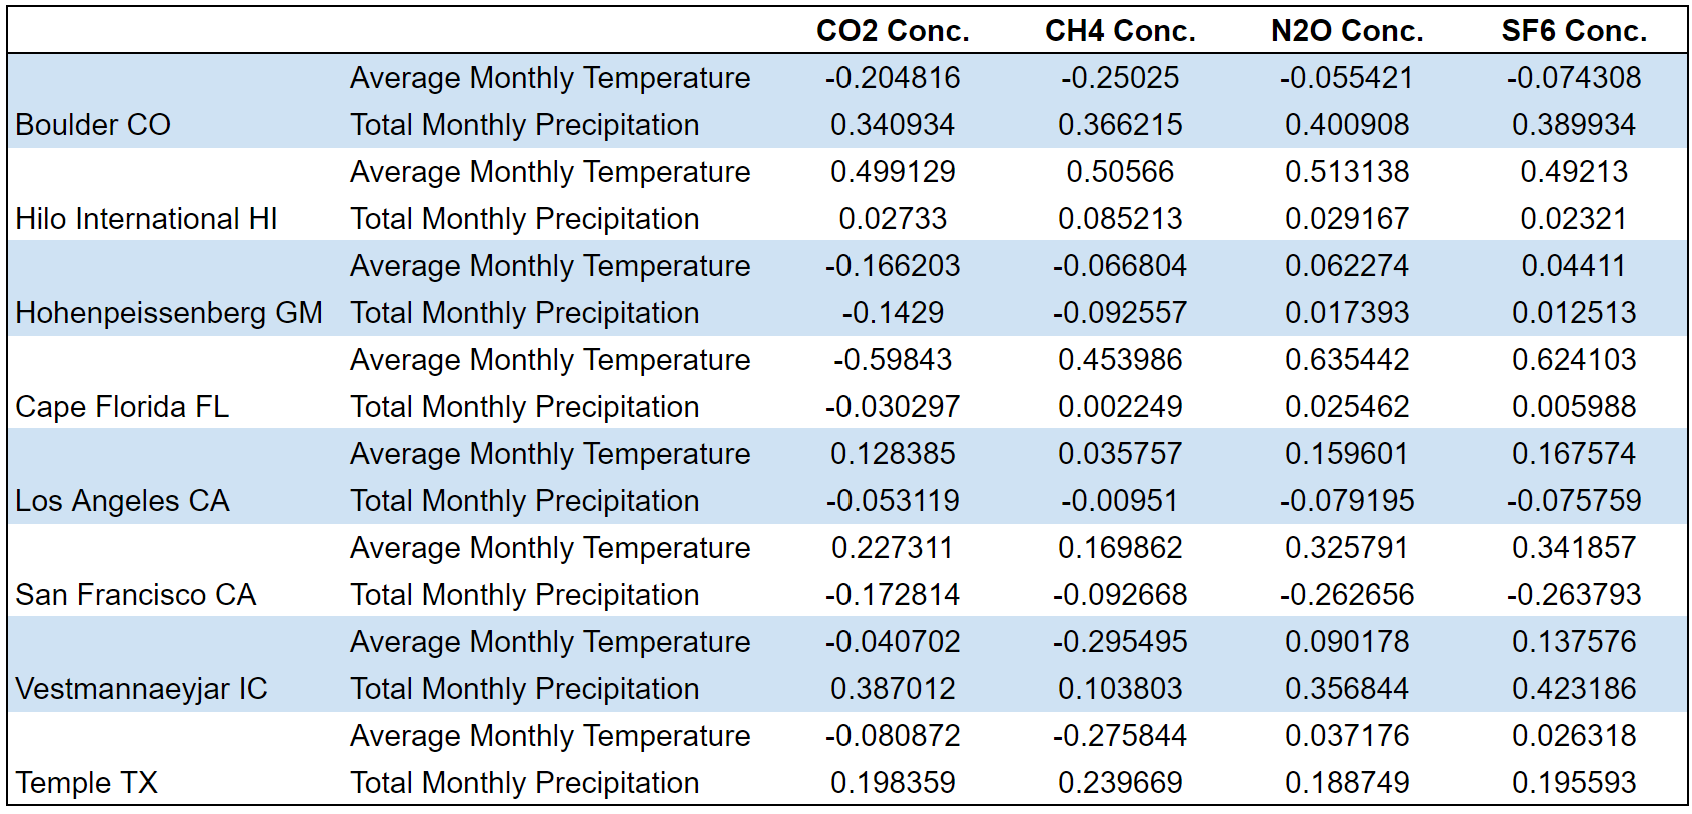 CO2 Conc. CH4 Conc. N2O Conc. SF6 Conc.
Average Monthly Temperature -0.204816 -0.25025 -0.055421 -0.074308
Boulder CO Total Monthly Precipitation 0.340934 0.366215 0.400908 0.389934
Average Monthly Temperature 0.499129 0.50566 0.513138 0.49213
Hilo International HI Total Monthly Precipitation 0.02733 0.085213 0.029167 0.02321
Average Monthly Temperature -0.166203 -0.066804 0.062274 0.04411
Hohenpeissenberg GM Total Monthly Precipitation -0.1429 -0.092557 0.017393 0.012513
Average Monthly Temperature -0.59843 0.453986 0.635442 0.624103
Cape Florida FL Total Monthly Precipitation -0.030297 0.002249 0.025462 0.005988
Average Monthly Temperature 0.128385 0.035757 0.159601 0.167574
Los Angeles CA Total Monthly Precipitation -0.053119 -0.00951 -0.079195 -0.075759
Average Monthly Temperature 0.227311 0.169862 0.325791 0.341857
San Francisco CA Total Monthly Precipitation -0.172814 -0.092668 -0.262656 -0.263793
Average Monthly Temperature -0.040702 -0.295495 0.090178 0.137576
Vestmannaeyjar IC Total Monthly Precipitation 0.387012 0.103803 0.356844 0.423186
Average Monthly Temperature -0.080872 -0.275844 0.037176 0.026318
Temple TX Total Monthly Precipitation 0.198359 0.239669 0.188749 0.195593